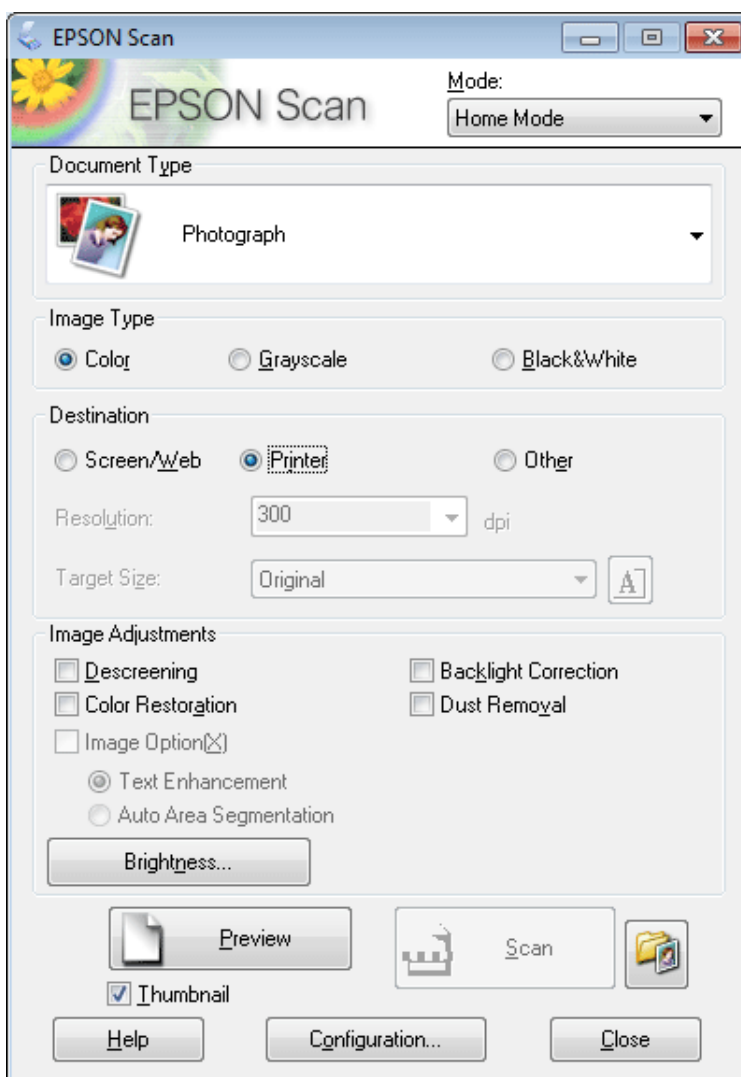 EPSON Scan
EPSON Scan
Mode:
Home Mode
Document Type
Photograph
Image Type
Color Grayscale Black&White
Destination
Screen/Web Printer Other
Resolution: 300 dpi
Target Size: Original A
Image Adjustments
Descreening Backlight Correction
Color Restoration Dust Removal
Image Option(X)
Text Enhancement
Auto Area Segmentation
Brightness...
Preview Scan
Thumbnail
Help Configuration... Close